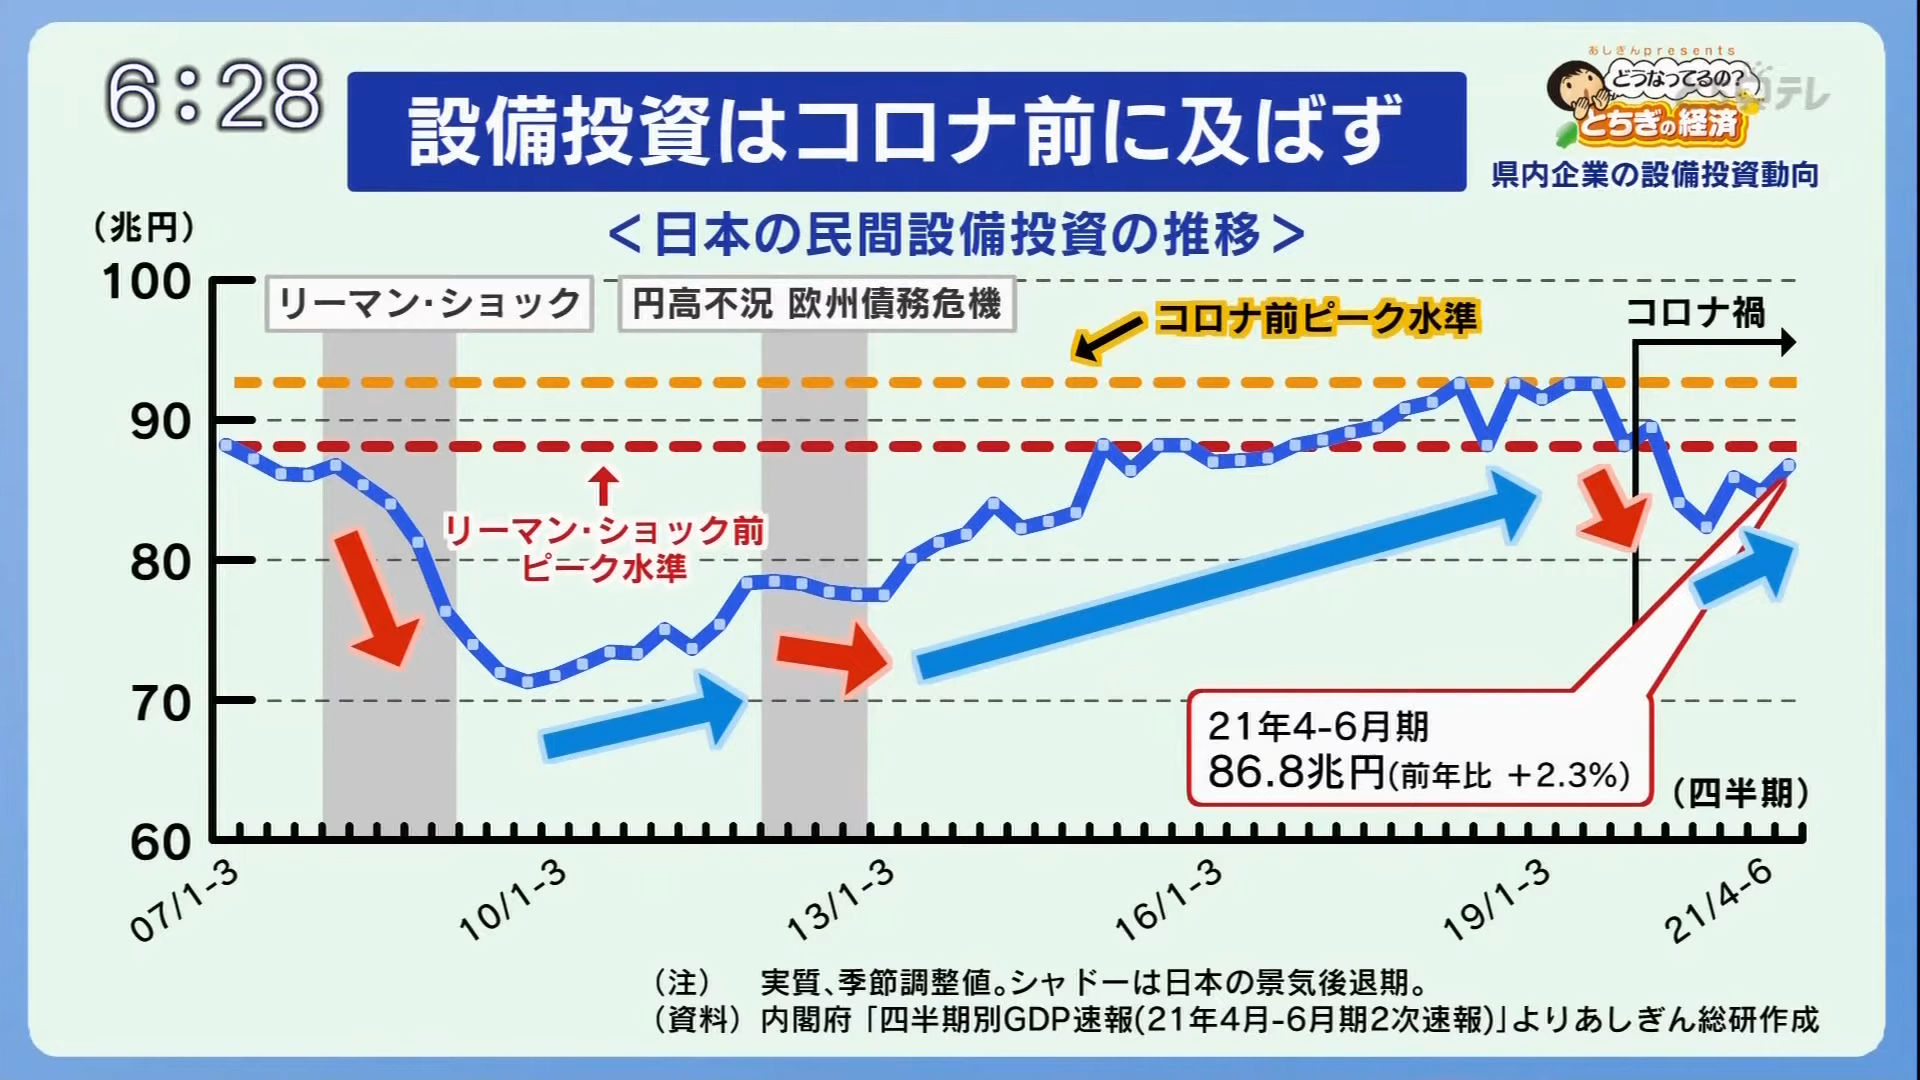 6:28
設備投資はコロナ前に及ばず
あしぎんpresents
どうなってるの?
とちぎの経済
テレ
県内企業の設備投資動向
(兆円)
<日本の民間設備投資の推移>
100
90
80
70
60
リーマン・ショック
円高不況 欧州債務危機
コロナ前ピーク水準
コロナ禍
リーマン・ショック前
ピーク水準
21年4-6月期
86.8兆円(前年比 +2.3%)
(四半期)
07/1-3
10/1-3
13/1-3
16/1-3
19/1-3
21/4-6
(注) 実質、季節調整値。シャドーは日本の景気後退期。
(資料) 内閣府「四半期別GDP速報(21年4月-6月期2次速報)」よりあしぎん総研作成